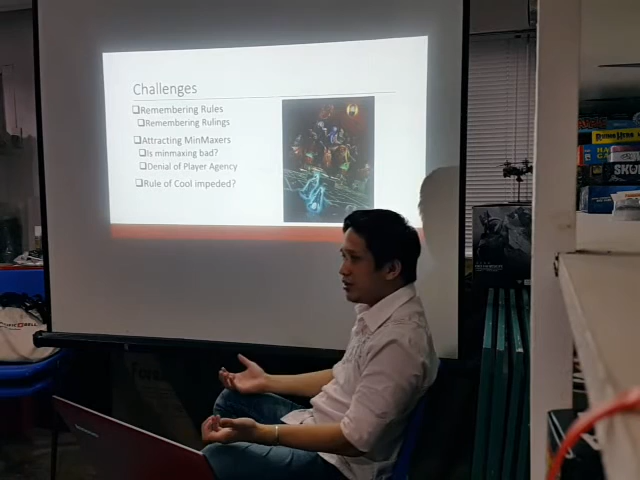 Challenges
❑Remembering Rules
❑Remembering Rulings
❑Attracting MinMaxers
❑Is minmaxing bad?
❑Denial of Player Agency
❑Rule of Cool impeded?